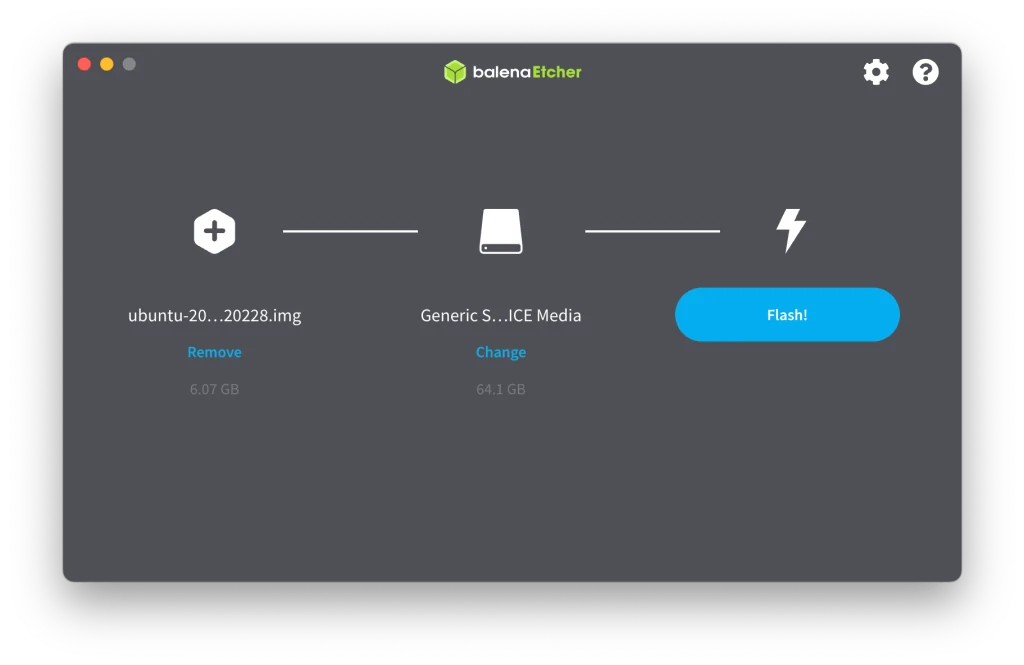 balenaEtcher
ubuntu-20…20228.img
Generic S…ICE Media
Flash!
Remove
Change
6.07 GB
64.1 GB